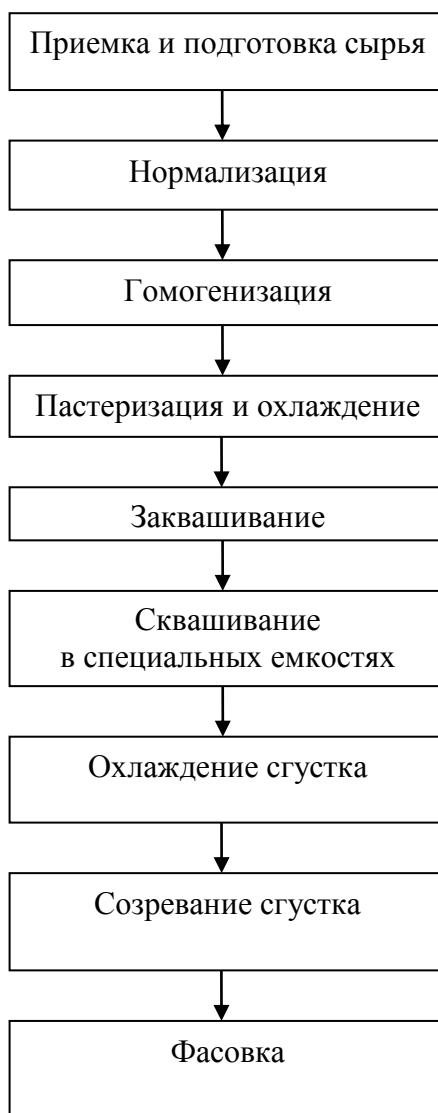 Приемка и подготовка сырья
Нормализация
Гомогенизация
Пастеризация и охлаждение
Заквашивание
Сквашивание
в специальных емкостях
Охлаждение сгустка
Созревание сгустка
Фасовка